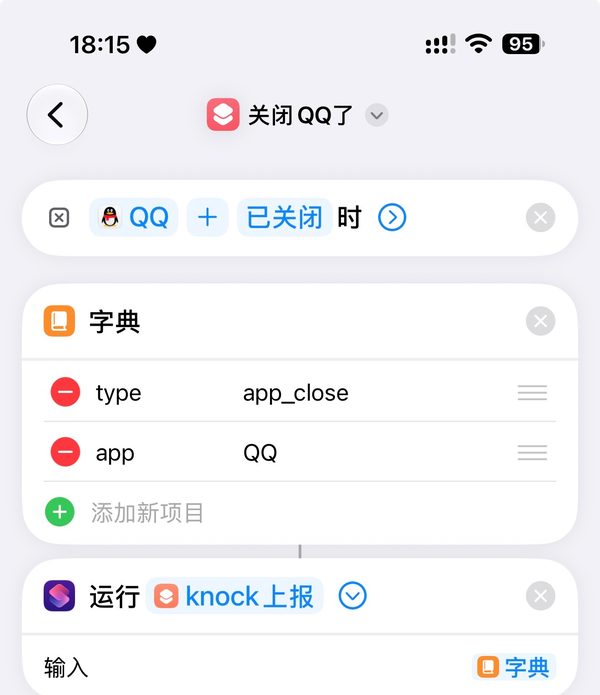 18:15 95
关闭QQ了
QQ 已关闭 时
字典
type app_close
app QQ
添加新项目
运行 knock上报
输入 字典